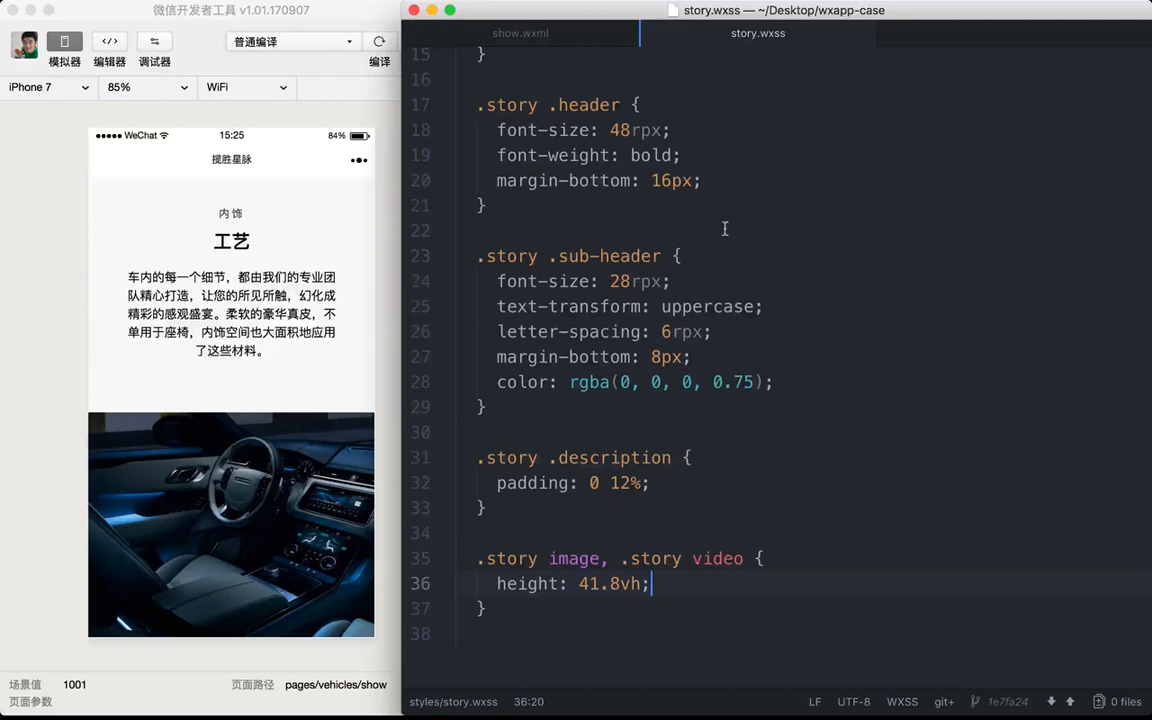 微信开发者工具 v1.01.170907
模拟器
编辑器
调试器
普通编译
编译
iPhone 7
85%
WiFi
WeChat
15:25
84%
揽胜星脉
内饰
工艺
车内的每一个细节，都由我们的专业团
队精心打造，让您的所见所触，幻化成
精彩的感观盛宴。柔软的豪华真皮，不
单用于座椅，内饰空间也大面积地应用
了这些材料。
场景值 1001 页面路径 pages/vehicles/show
页面参数
story.wxss — ~/Desktop/wxapp-case
show.wxml
story.wxss
15 }
16
17 .story .header {
18 font-size: 48rpx;
19 font-weight: bold;
20 margin-bottom: 16px;
21 }
22
23 .story .sub-header {
24 font-size: 28rpx;
25 text-transform: uppercase;
26 letter-spacing: 6rpx;
27 margin-bottom: 8px;
28 color: rgba(0, 0, 0, 0.75);
29 }
30
31 .story .description {
32 padding: 0 12%;
33 }
34
35 .story image, .story video {
36 height: 41.8vh;
37 }
38
styles/story.wxss 36:20 LF UTF-8 WXSS git+ 1e7fa24 0 files